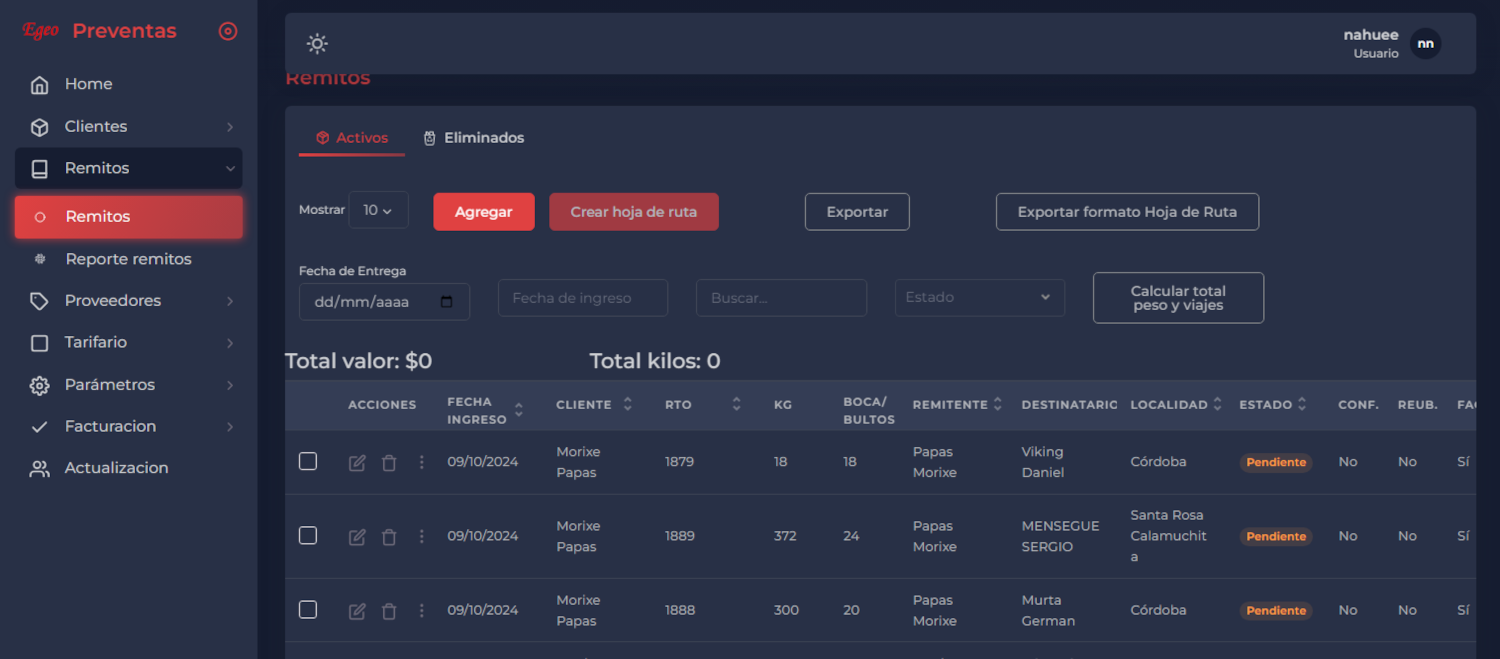 Egeo Preventas
Home
Clientes
Remitos
Remitos
Reporte remitos
Proveedores
Tarifario
Parámetros
Facturacion
Actualizacion
nahuee
Usuario
nn
Remitos
Activos Eliminados
Mostrar 10 Agregar Crear hoja de ruta Exportar Exportar formato Hoja de Ruta
Fecha de Entrega
dd/mm/aaaa Fecha de ingreso Buscar... Estado Calcular total
peso y viajes
Total valor: $0 Total kilos: 0
ACCIONES FECHA INGRESO CLIENTE RTO KG BOCA/ BULTOS REMITENTE DESTINATARIO LOCALIDAD ESTADO CONF. REUB. FA
09/10/2024 Morixe Papas 1879 18 18 Papas Morixe Viking Daniel Córdoba Pendiente No No Sí
09/10/2024 Morixe Papas 1889 372 24 Papas Morixe MENSEGUE SERGIO Santa Rosa Calamuchit a Pendiente No No Sí
09/10/2024 Morixe Papas 1888 300 20 Papas Morixe Murta German Córdoba Pendiente No No Sí